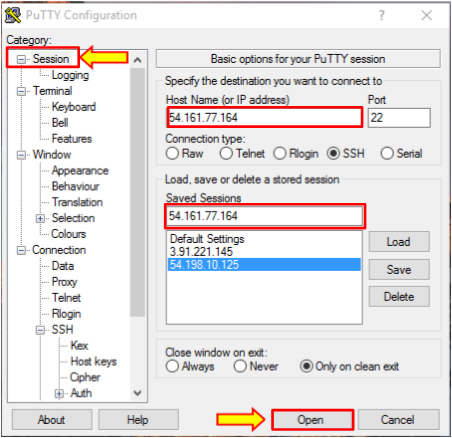 PuTTY Configuration
Category:
Session
Logging
Terminal
Keyboard
Bell
Features
Window
Appearance
Behaviour
Translation
Selection
Colours
Connection
Data
Proxy
Telnet
Rlogin
SSH
Kex
Host keys
Cipher
Auth
Basic options for your PuTTY session
Specify the destination you want to connect to
Host Name (or IP address) Port
54.161.77.164 22
Connection type:
Raw Telnet Rlogin SSH Serial
Load, save or delete a stored session
Saved Sessions
54.161.77.164
Default Settings
3.91.221.145
54.198.10.125
Load
Save
Delete
Close window on exit:
Always Never Only on clean exit
About Help Open Cancel